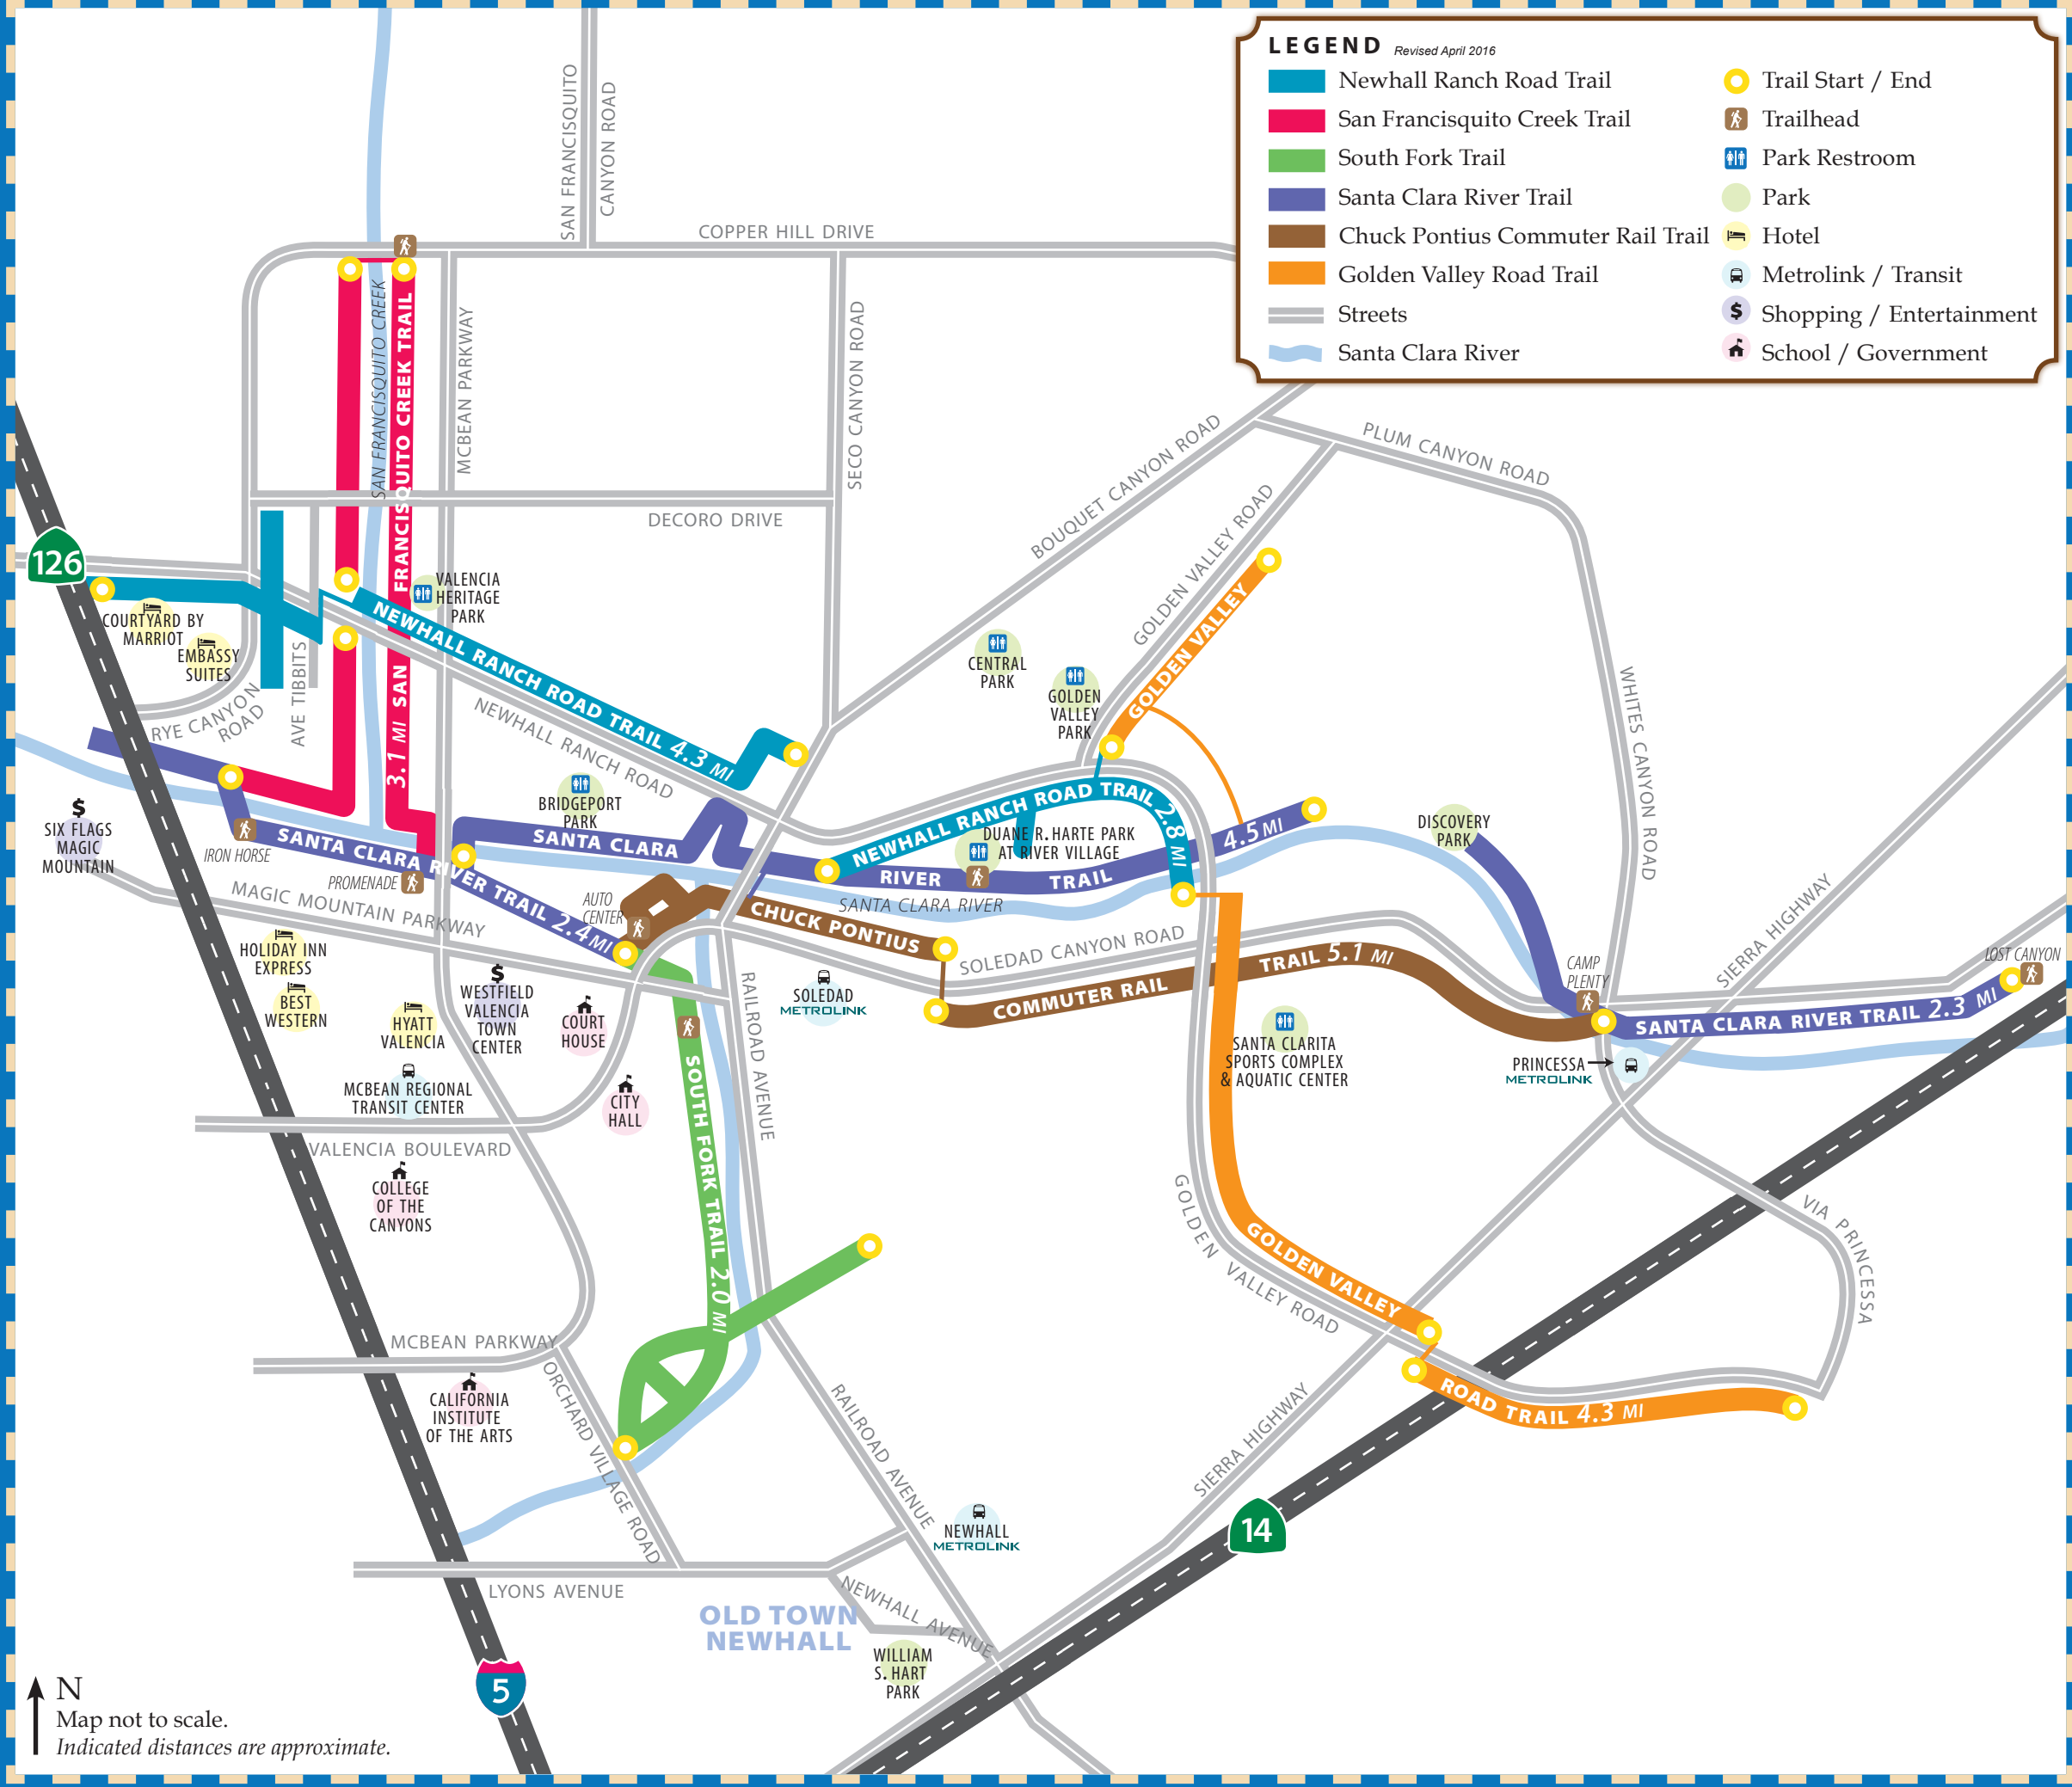 LEGEND Revised April 2016
Newhall Ranch Road Trail
San Francisquito Creek Trail
South Fork Trail
Santa Clara River Trail
Chuck Pontius Commuter Rail Trail
Golden Valley Road Trail
Streets
Santa Clara River
Trail Start / End
Trailhead
Park Restroom
Park
Hotel
Metrolink / Transit
$ Shopping / Entertainment
School / Government
SAN FRANCISQUITO
CANYON ROAD
COPPER HILL DRIVE
SAN FRANCISQUITO CREEK
3.1 MI SAN FRANCISQUITO CREEK TRAIL
MCBEAN PARKWAY
SECO CANYON ROAD
DECORO DRIVE
BOUQUET CANYON ROAD
PLUM CANYON ROAD
GOLDEN VALLEY ROAD
GOLDEN VALLEY
WHITES CANYON ROAD
126
COURTYARD BY
MARRIOT
EMBASSY
SUITES
VALENCIA
HERITAGE
PARK
NEWHALL RANCH ROAD TRAIL 4.3 MI
NEWHALL RANCH ROAD
RYE CANYON
ROAD
AVE TIBBITS
CENTRAL
PARK
GOLDEN
VALLEY
PARK
$
SIX FLAGS
MAGIC
MOUNTAIN
IRON HORSE
PROMENADE
BRIDGEPORT
PARK
SANTA CLARA
SANTA CLARA RIVER TRAIL 2.4 MI
NEWHALL RANCH ROAD TRAIL 2.8 MI
DUANE R. HARTE PARK
AT RIVER VILLAGE
RIVER TRAIL 4.5 MI
SANTA CLARA RIVER
DISCOVERY
PARK
MAGIC MOUNTAIN PARKWAY
AUTO
CENTER
CHUCK PONTIUS
SOLEDAD CANYON ROAD
COMMUTER RAIL TRAIL 5.1 MI
CAMP
PLENTY
SIERRA HIGHWAY
LOST CANYON
SANTA CLARA RIVER TRAIL 2.3 MI
PRINCESSA
METROLINK
HOLIDAY INN
EXPRESS
BEST
WESTERN
HYATT
VALENCIA
$
WESTFIELD
VALENCIA
TOWN
CENTER
COURT
HOUSE
SOLEDAD
METROLINK
RAILROAD AVENUE
MCBEAN REGIONAL
TRANSIT CENTER
CITY
HALL
SANTA CLARITA
SPORTS COMPLEX
& AQUATIC CENTER
VALENCIA BOULEVARD
COLLEGE
OF THE
CANYONS
SOUTH FORK TRAIL 2.0 MI
GOLDEN VALLEY ROAD
GOLDEN VALLEY
ROAD TRAIL 4.3 MI
VIA PRINCESSA
MCBEAN PARKWAY
CALIFORNIA
INSTITUTE
OF THE ARTS
ORCHARD VILLAGE ROAD
RAILROAD AVENUE
SIERRA HIGHWAY
14
NEWHALL
METROLINK
LYONS AVENUE
NEWHALL AVENUE
OLD TOWN
NEWHALL
WILLIAM
S. HART
PARK
5
N
Map not to scale.
Indicated distances are approximate.